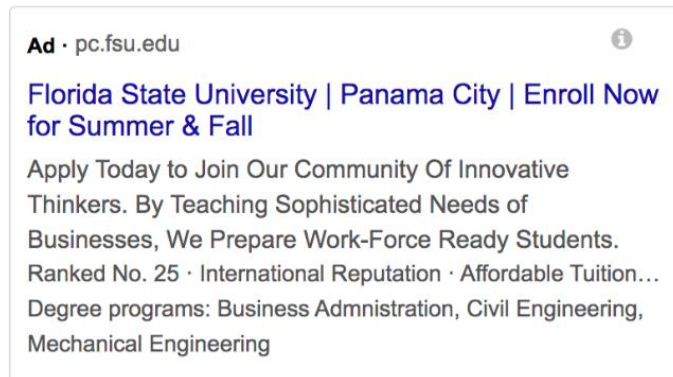 Ad · pc.fsu.edu
Florida State University | Panama City | Enroll Now
for Summer & Fall
Apply Today to Join Our Community Of Innovative
Thinkers. By Teaching Sophisticated Needs of
Businesses, We Prepare Work-Force Ready Students.
Ranked No. 25 · International Reputation · Affordable Tuition...
Degree programs: Business Admnistration, Civil Engineering,
Mechanical Engineering